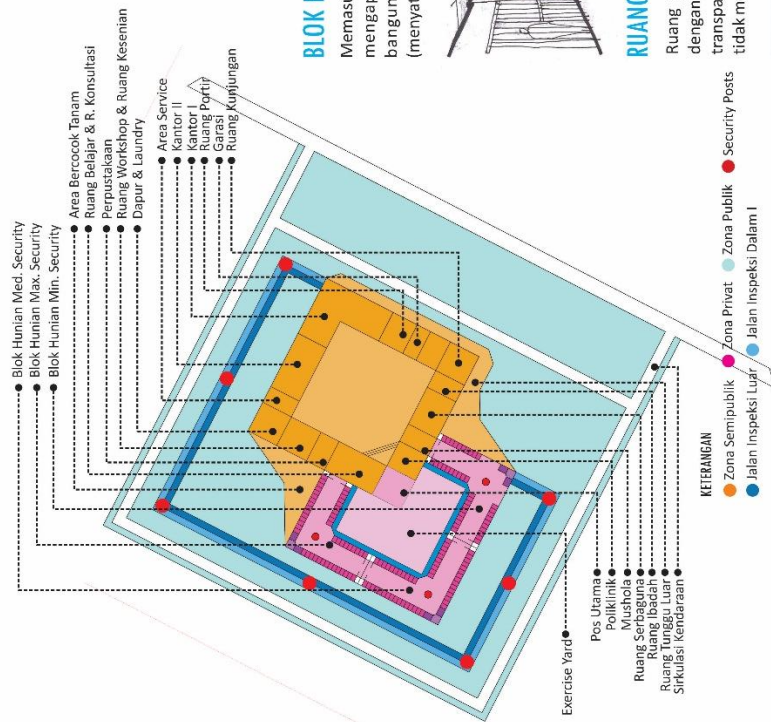 Blok Hunian Med. Security
Blok Hunian Max. Security
Blok Hunian Min. Security
Area Bercocok Tanam
Ruang Belajar & R. Konsultasi
Perpustakaan
Ruang Workshop & Ruang Kesenian
Dapur & Laundry
Area Service
Kantor II
Kantor I
Ruang Portir
Garasi
Ruang Kunjungan
Exercise Yard
Pos Utama
Poliklinik
Mushola
Ruang Serbaguna
Ruang Ibadah
Ruang Tunggu Luar
Sirkulasi Kendaraan
KETERANGAN
Zona Semipublik
Zona Privat
Zona Publik
Security Posts
Jalan Inspeksi Luar
Jalan Inspeksi Dalam I
BLOK
Memasu
mengap
bangun
(menyat
RUANG
Ruang
dengan
transpa
tidak m